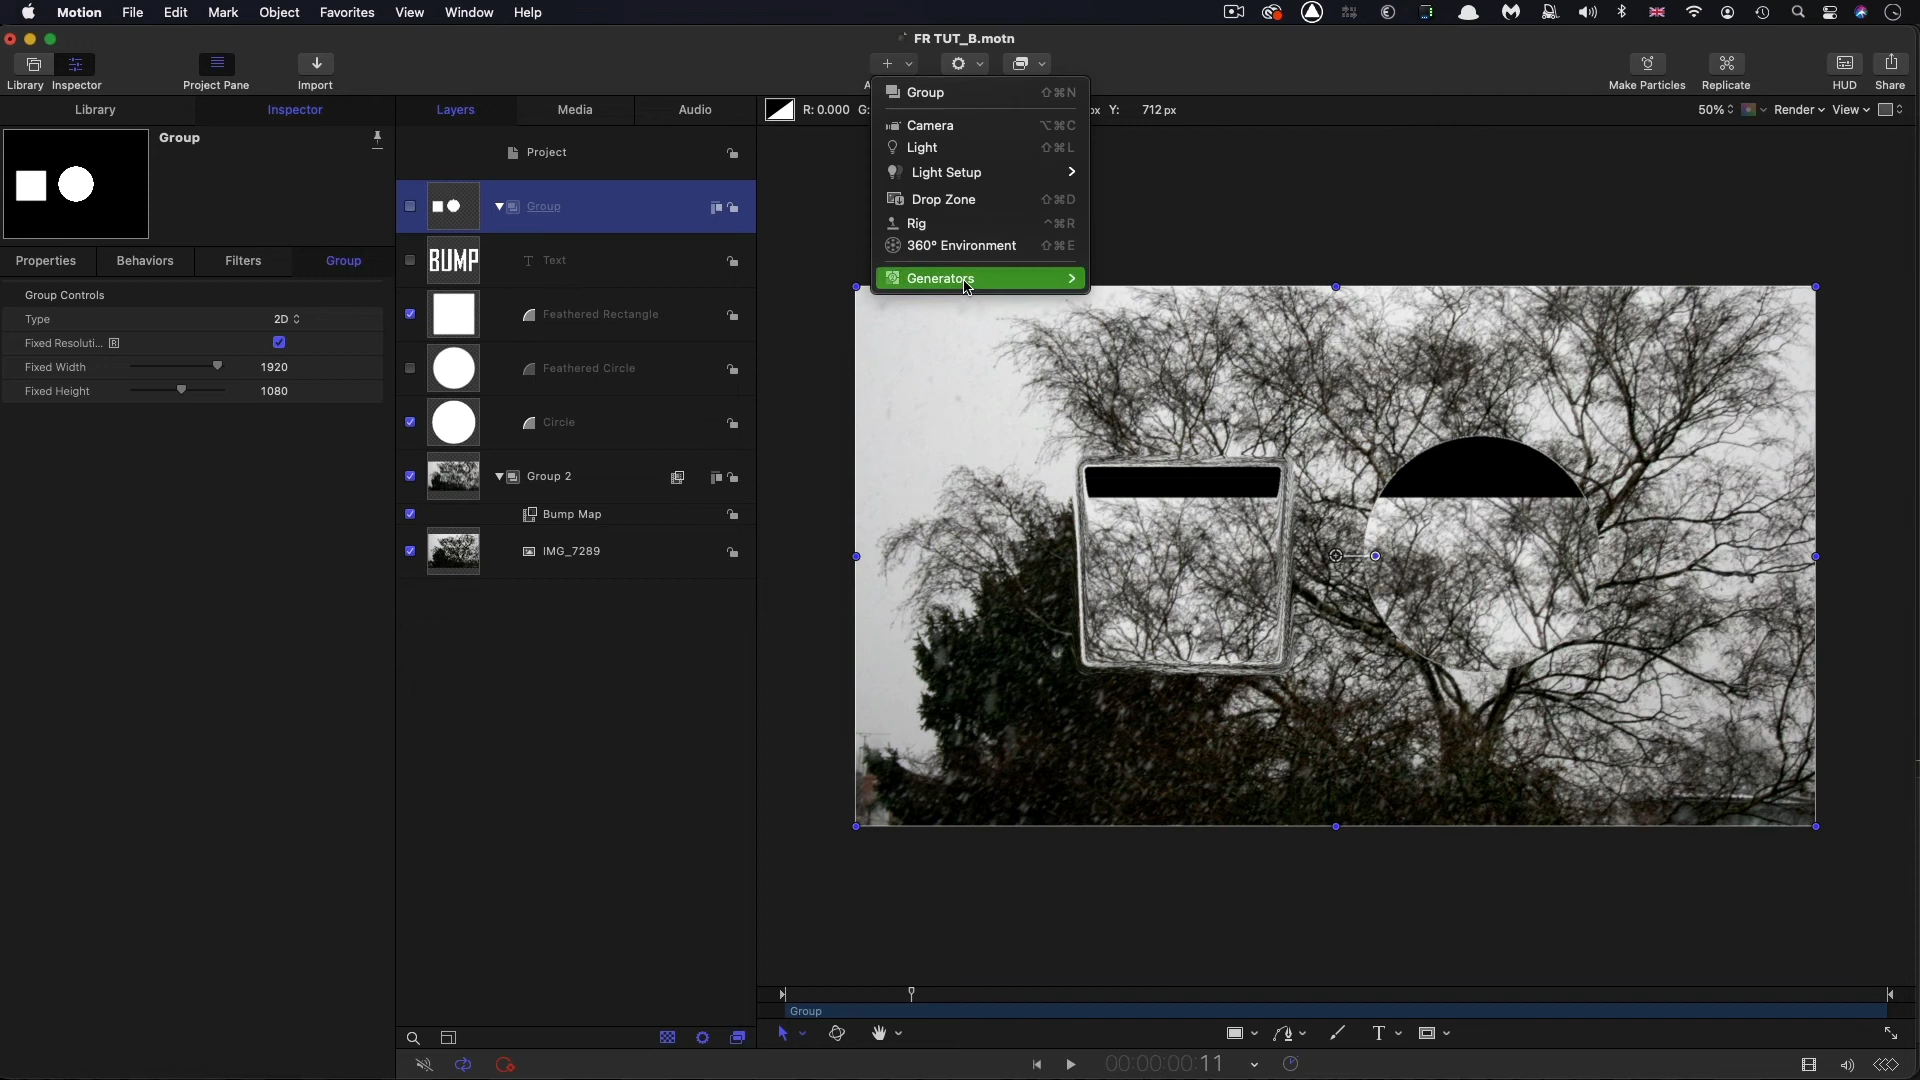 Motion File Edit Mark Object Favorites View Window Help
FR TUT_B.motn
Library Inspector Project Pane Import Make Particles Replicate HUD Share
Library Inspector Layers Media Audio R: 0.000 G: px Y: 712 px 50% Render View
Group
Project
Group
Text
BUMP
Feathered Rectangle
Feathered Circle
Circle
Group 2
Bump Map
IMG_7289
Properties Behaviors Filters Group
Group Controls
Type 2D
Fixed Resoluti... R
Fixed Width 1920
Fixed Height 1080
Group ⇧⌘N
Camera ⌥⌘C
Light ⇧⌘L
Light Setup
Drop Zone ⇧⌘D
Rig ^⌘R
360° Environment ⇧⌘E
Generators
Group
T
00:00:00:11